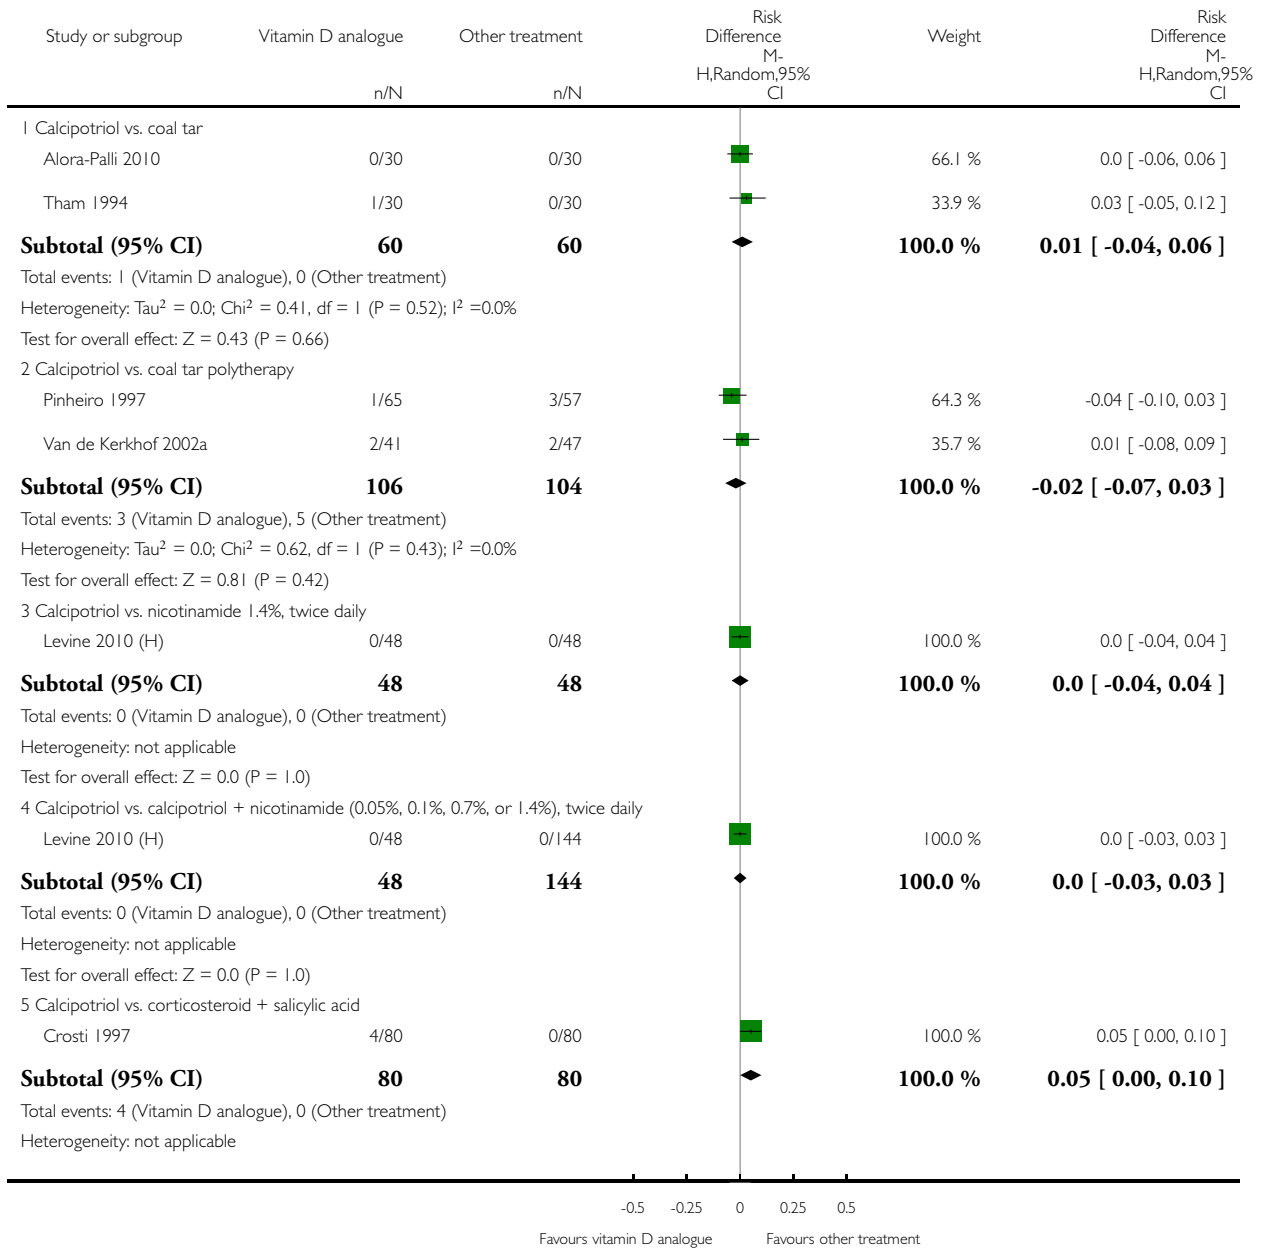 Study or subgroup Vitamin D analogue Other treatment Risk Difference Weight Risk Difference
n/N n/N M-H,Random,95% CI M-H,Random,95% CI
1 Calcipotriol vs. coal tar
Alora-Palli 2010 0/30 0/30 66.1 % 0.0 [ -0.06, 0.06 ]
Tham 1994 1/30 0/30 33.9 % 0.03 [ -0.05, 0.12 ]
Subtotal (95% CI) 60 60 100.0 % 0.01 [ -0.04, 0.06 ]
Total events: 1 (Vitamin D analogue), 0 (Other treatment)
Heterogeneity: Tau² = 0.0; Chi² = 0.41, df = 1 (P = 0.52); I² =0.0%
Test for overall effect: Z = 0.43 (P = 0.66)
2 Calcipotriol vs. coal tar polytherapy
Pinheiro 1997 1/65 3/57 64.3 % -0.04 [ -0.10, 0.03 ]
Van de Kerkhof 2002a 2/41 2/47 35.7 % 0.01 [ -0.08, 0.09 ]
Subtotal (95% CI) 106 104 100.0 % -0.02 [ -0.07, 0.03 ]
Total events: 3 (Vitamin D analogue), 5 (Other treatment)
Heterogeneity: Tau² = 0.0; Chi² = 0.62, df = 1 (P = 0.43); I² =0.0%
Test for overall effect: Z = 0.81 (P = 0.42)
3 Calcipotriol vs. nicotinamide 1.4%, twice daily
Levine 2010 (H) 0/48 0/48 100.0 % 0.0 [ -0.04, 0.04 ]
Subtotal (95% CI) 48 48 100.0 % 0.0 [ -0.04, 0.04 ]
Total events: 0 (Vitamin D analogue), 0 (Other treatment)
Heterogeneity: not applicable
Test for overall effect: Z = 0.0 (P = 1.0)
4 Calcipotriol vs. calcipotriol + nicotinamide (0.05%, 0.1%, 0.7%, or 1.4%), twice daily
Levine 2010 (H) 0/48 0/144 100.0 % 0.0 [ -0.03, 0.03 ]
Subtotal (95% CI) 48 144 100.0 % 0.0 [ -0.03, 0.03 ]
Total events: 0 (Vitamin D analogue), 0 (Other treatment)
Heterogeneity: not applicable
Test for overall effect: Z = 0.0 (P = 1.0)
5 Calcipotriol vs. corticosteroid + salicylic acid
Crosti 1997 4/80 0/80 100.0 % 0.05 [ 0.00, 0.10 ]
Subtotal (95% CI) 80 80 100.0 % 0.05 [ 0.00, 0.10 ]
Total events: 4 (Vitamin D analogue), 0 (Other treatment)
Heterogeneity: not applicable
-0.5 -0.25 0 0.25 0.5
Favours vitamin D analogue Favours other treatment